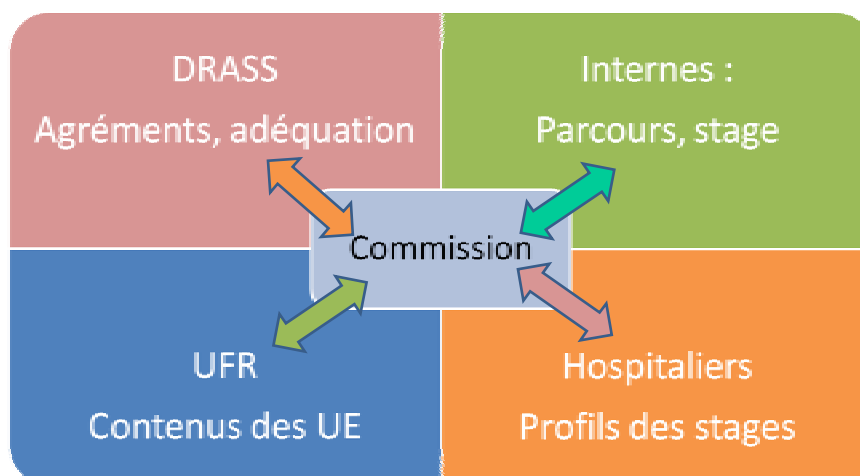 DRASS
Agréments, adéquation
Internes :
Parcours, stage
Commission
UFR
Contenus des UE
Hospitaliers
Profils des stages